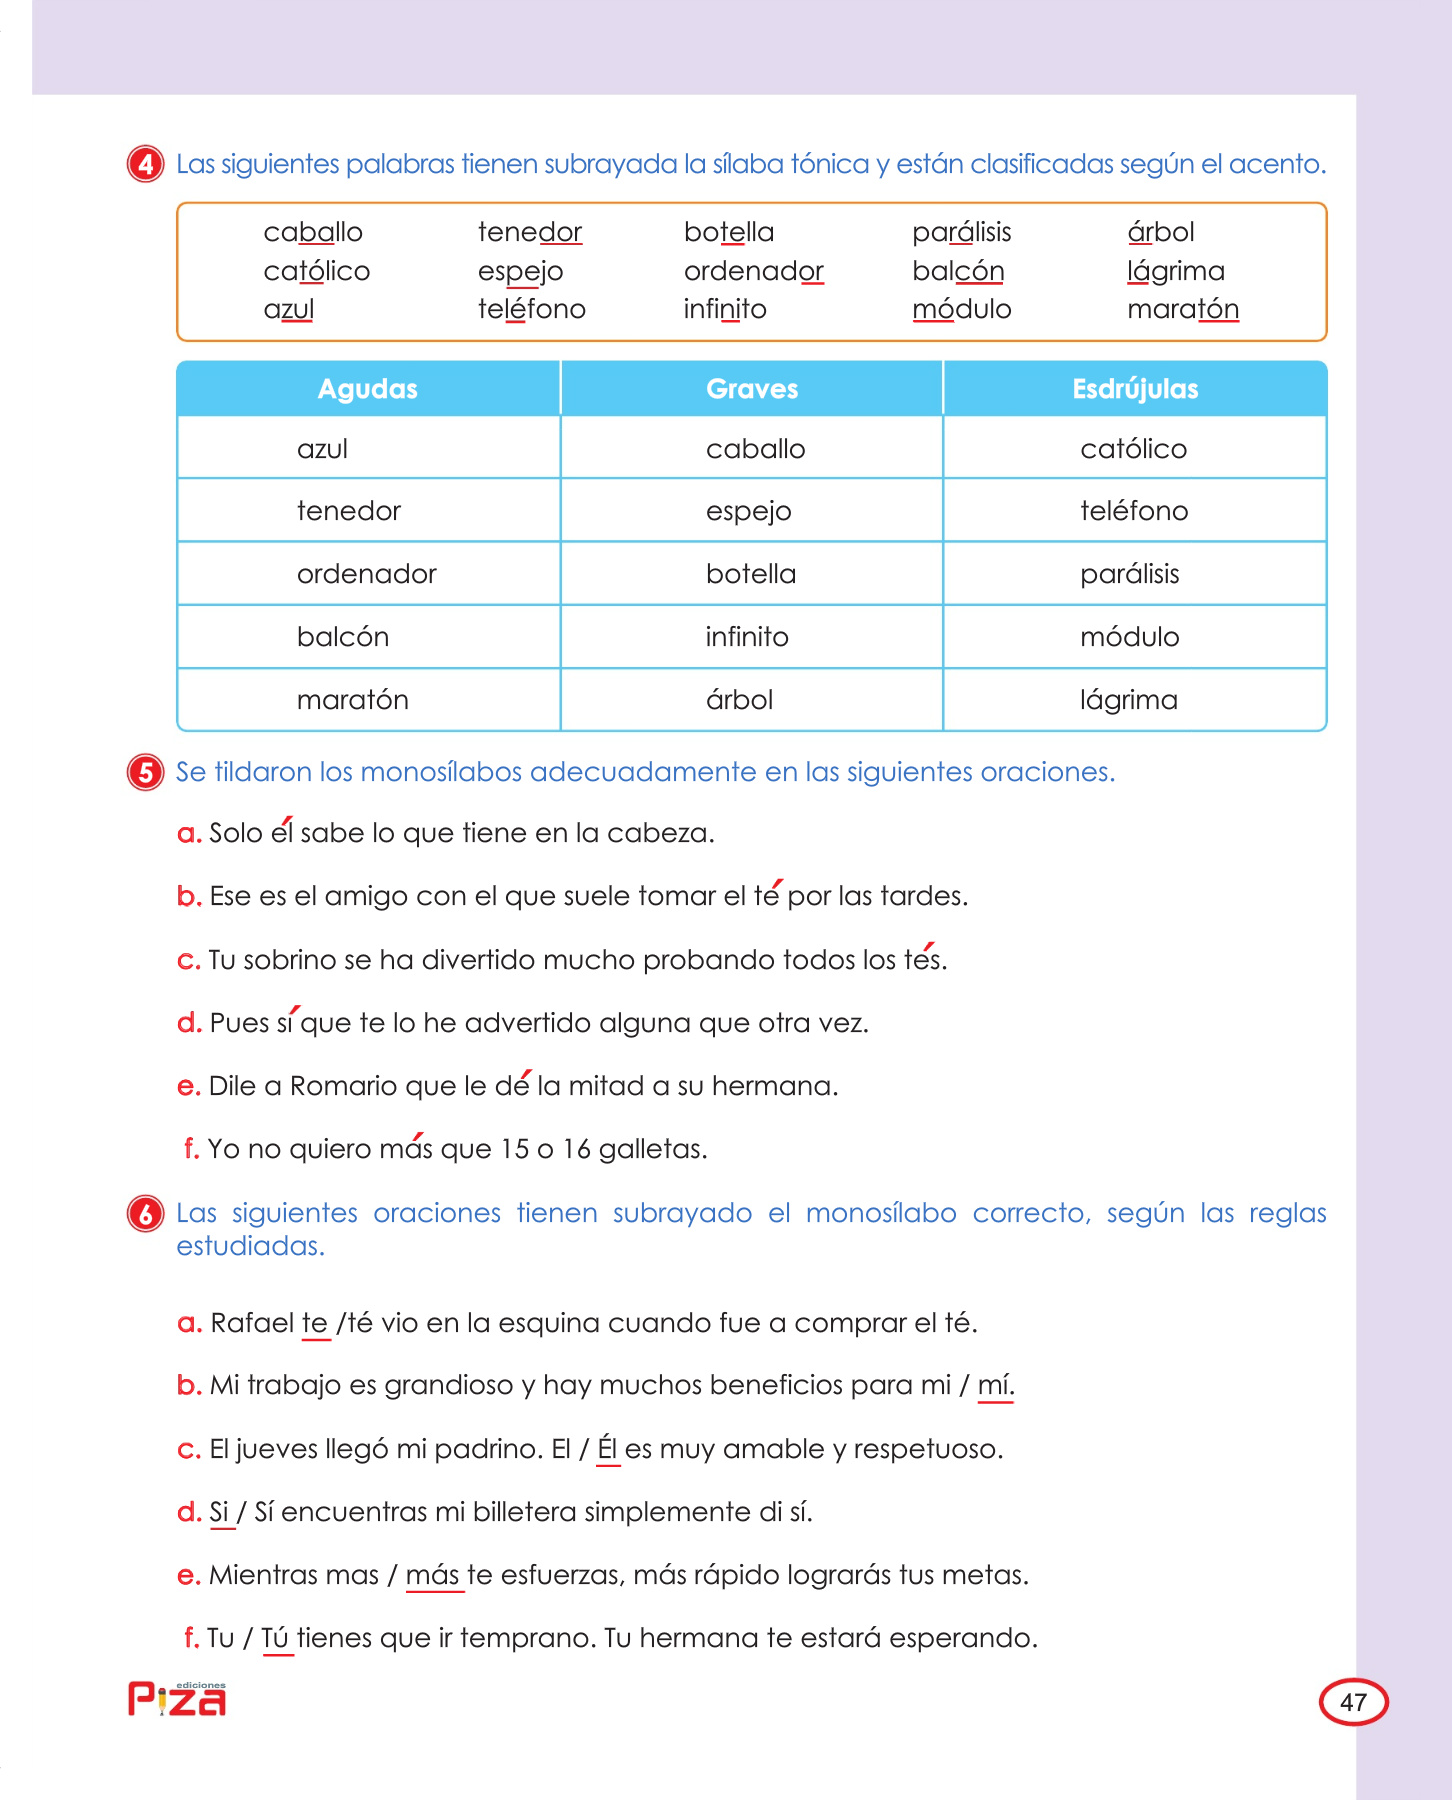 4 Las siguientes palabras tienen subrayada la sílaba tónica y están clasificadas según el acento.
caballo tenedor botella parálisis árbol
católico espejo ordenador balcón lágrima
azul teléfono infinito módulo maratón
Agudas Graves Esdrújulas
azul caballo católico
tenedor espejo teléfono
ordenador botella parálisis
balcón infinito módulo
maratón árbol lágrima
5 Se tildaron los monosílabos adecuadamente en las siguientes oraciones.
a. Solo él sabe lo que tiene en la cabeza.
b. Ese es el amigo con el que suele tomar el té por las tardes.
c. Tu sobrino se ha divertido mucho probando todos los tés.
d. Pues sí que te lo he advertido alguna que otra vez.
e. Dile a Romario que le dé la mitad a su hermana.
f. Yo no quiero más que 15 o 16 galletas.
6 Las siguientes oraciones tienen subrayado el monosílabo correcto, según las reglas
estudiadas.
a. Rafael te /té vio en la esquina cuando fue a comprar el té.
b. Mi trabajo es grandioso y hay muchos beneficios para mi / mí.
c. El jueves llegó mi padrino. El / Él es muy amable y respetuoso.
d. Si / Sí encuentras mi billetera simplemente di sí.
e. Mientras mas / más te esfuerzas, más rápido lograrás tus metas.
f. Tu / Tú tienes que ir temprano. Tu hermana te estará esperando.
ediciones
Piza
47